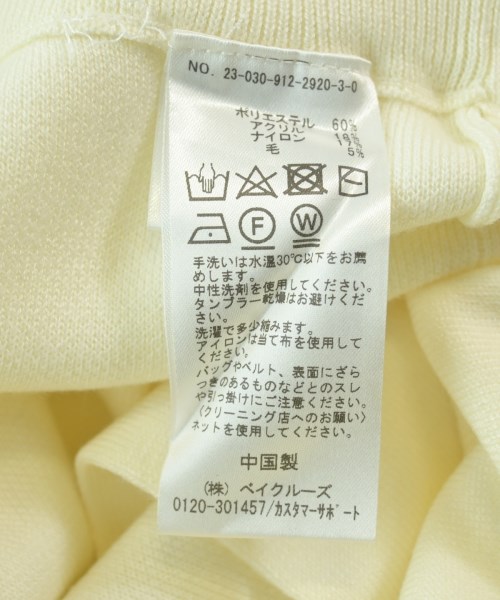 NO. 23-030-912-2920-3-0
ポリエステル 60%
アクリル
ナイロン
毛 5%
F W
手洗いは水温30℃以下をお薦
めします。
中性洗剤を使用してください。
タンブラー乾燥はお避けくださ
い。
洗濯で多少縮みます。
アイロンは当て布を使用して
ください。
バッグやベルト、表面にざら
つきのあるものなどとのスレ
や引っ掛けにご注意ください。
〈クリーニング店へのお願い〉
ネットを使用してください。
中国製
(株) ベイクルーズ
0120-301457/カスタマーサポート